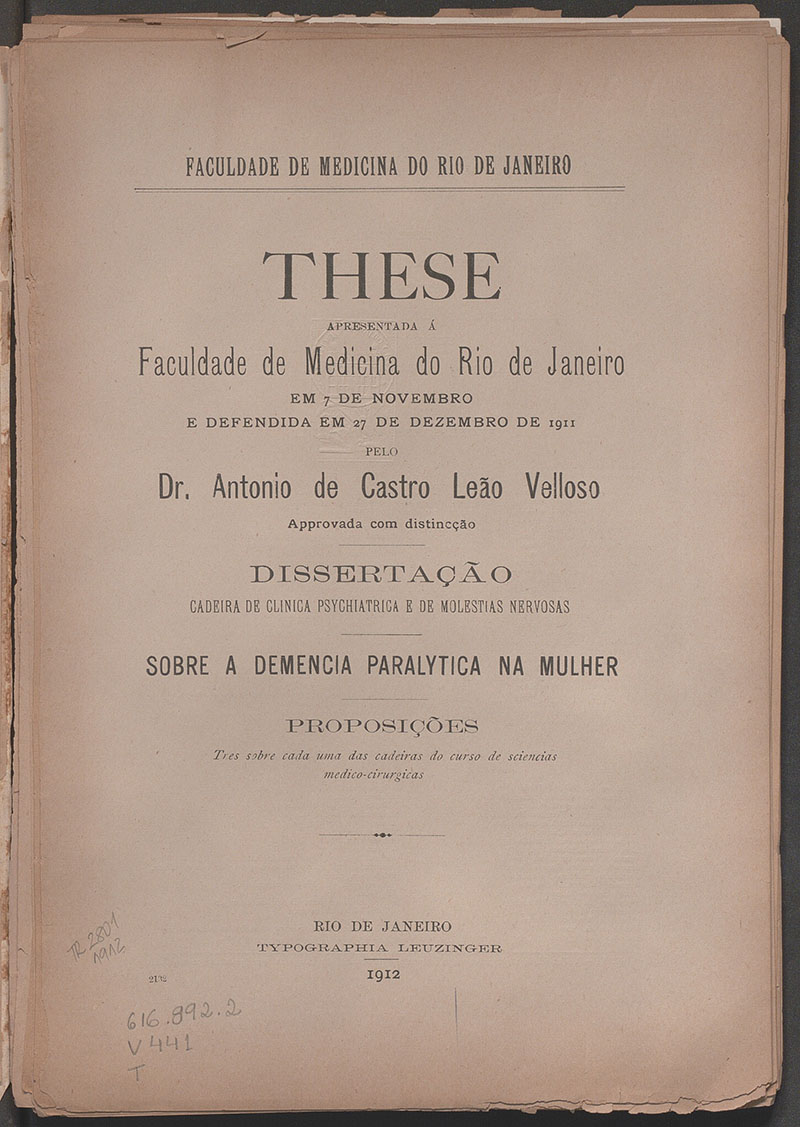 FACULDADE DE MEDICINA DO RIO DE JANEIRO
THESE
APRESENTADA Á
Faculdade de Medicina do Rio de Janeiro
EM 7 DE NOVEMBRO
E DEFENDIDA EM 27 DE DEZEMBRO DE 1911
PELO
Dr. Antonio de Castro Leão Velloso
Approvada com distincção
DISSERTAÇÃO
CADEIRA DE CLINICA PSYCHIATRICA E DE MOLESTIAS NERVOSAS
SOBRE A DEMENCIA PARALYTICA NA MULHER
PROPOSIÇÕES
Tres sobre cada uma das cadeiras do curso de sciencias
medico-cirurgicas
RIO DE JANEIRO
TYPOGRAPHIA LEUZINGER
1912
TR 2801
1912
616.892.2
V441
T